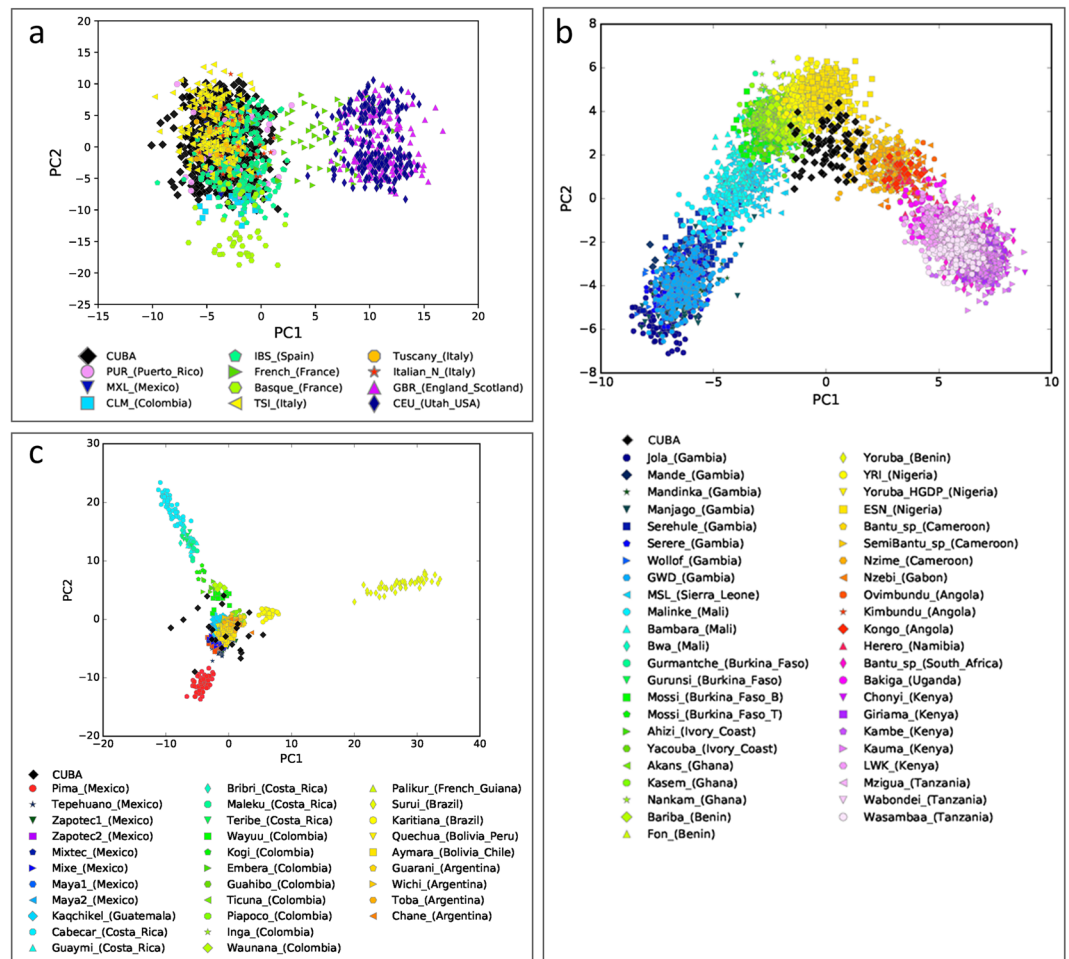 a
20
15
10
5
0
−5
−10
−15
−20
−25
PC2
−15 −10 −5 0 5 10 15 20
PC1
CUBA
PUR_(Puerto_Rico)
MXL_(Mexico)
CLM_(Colombia)
IBS_(Spain)
French_(France)
Basque_(France)
TSI_(Italy)
Tuscany_(Italy)
Italian_N_(Italy)
GBR_(England_Scotland)
CEU_(Utah_USA)
b
8
6
4
2
0
−2
−4
−6
−8
PC2
−10 −5 0 5 10
PC1
CUBA
Jola_(Gambia)
Mande_(Gambia)
Mandinka_(Gambia)
Manjago_(Gambia)
Serehule_(Gambia)
Serere_(Gambia)
Wollof_(Gambia)
GWD_(Gambia)
MSL_(Sierra_Leone)
Malinke_(Mali)
Bambara_(Mali)
Bwa_(Mali)
Gurmantche_(Burkina_Faso)
Gurunsi_(Burkina_Faso)
Mossi_(Burkina_Faso_B)
Mossi_(Burkina_Faso_T)
Ahizi_(Ivory_Coast)
Yacouba_(Ivory_Coast)
Akans_(Ghana)
Kasem_(Ghana)
Nankam_(Ghana)
Bariba_(Benin)
Fon_(Benin)
Yoruba_(Benin)
YRI_(Nigeria)
Yoruba_HGDP_(Nigeria)
ESN_(Nigeria)
Bantu_sp_(Cameroon)
SemiBantu_sp_(Cameroon)
Nzime_(Cameroon)
Nzebi_(Gabon)
Ovimbundu_(Angola)
Kimbundu_(Angola)
Kongo_(Angola)
Herero_(Namibia)
Bantu_sp_(South_Africa)
Bakiga_(Uganda)
Chonyi_(Kenya)
Giriama_(Kenya)
Kambe_(Kenya)
Kauma_(Kenya)
LWK_(Kenya)
Mzigua_(Tanzania)
Wabondei_(Tanzania)
Wasambaa_(Tanzania)
c
30
20
10
0
−10
−20
PC2
−20 −10 0 10 20 30 40
PC1
CUBA
Pima_(Mexico)
Tepehuano_(Mexico)
Zapotec1_(Mexico)
Zapotec2_(Mexico)
Mixtec_(Mexico)
Mixe_(Mexico)
Maya1_(Mexico)
Maya2_(Mexico)
Kaqchikel_(Guatemala)
Cabecar_(Costa_Rica)
Guaymi_(Costa_Rica)
Bribri_(Costa_Rica)
Maleku_(Costa_Rica)
Teribe_(Costa_Rica)
Wayuu_(Colombia)
Kogi_(Colombia)
Embera_(Colombia)
Guahibo_(Colombia)
Ticuna_(Colombia)
Piapoco_(Colombia)
Inga_(Colombia)
Waunana_(Colombia)
Palikur_(French_Guiana)
Surui_(Brazil)
Karitiana_(Brazil)
Quechua_(Bolivia_Peru)
Aymara_(Bolivia_Chile)
Guarani_(Argentina)
Wichi_(Argentina)
Toba_(Argentina)
Chane_(Argentina)